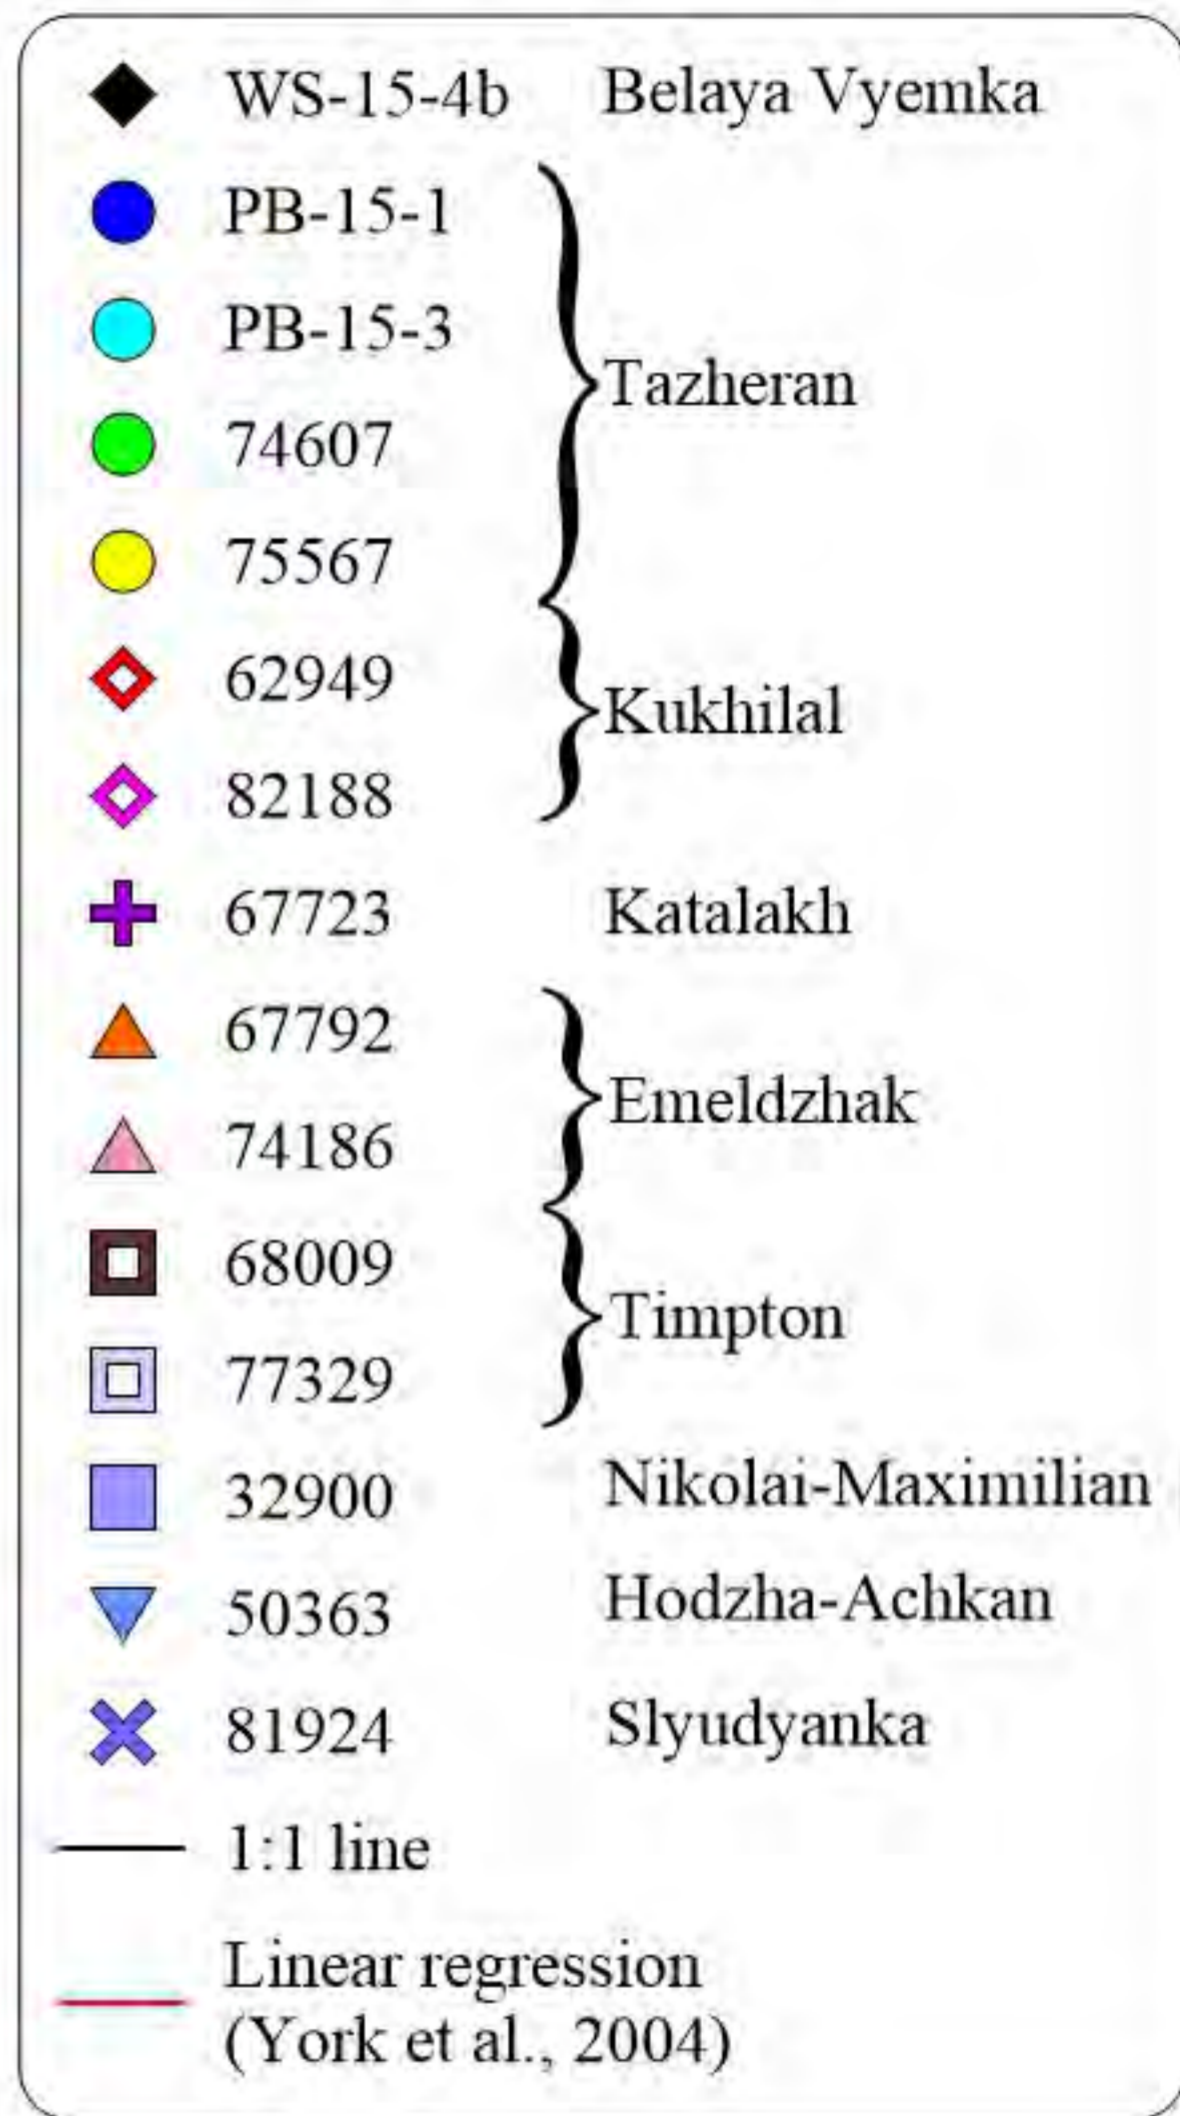 WS-15-4b Belaya Vyemka
PB-15-1
PB-15-3
Tazheran
74607
75567
62949
Kukhilal
82188
67723 Katalakh
67792
Emeldzhak
74186
68009
Timpton
77329
32900 Nikolai-Maximilian
50363 Hodzha-Achkan
81924 Slyudyanka
1:1 line
Linear regression
(York et al., 2004)